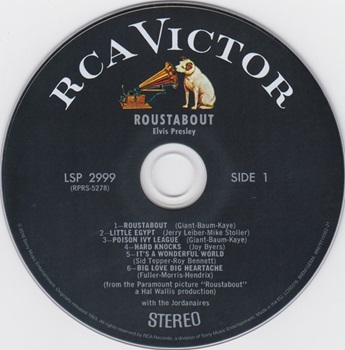 RCA VICTOR
ROUSTABOUT
Elvis Presley
LSP 2999 SIDE 1
(RPRS-5278)
1—ROUSTABOUT (Giant-Baum-Kaye)
2—LITTLE EGYPT (Jerry Leiber-Mike Stoller)
3—POISON IVY LEAGUE (Giant-Baum-Kaye)
4—HARD KNOCKS (Joy Byers)
5—IT'S A WONDERFUL WORLD
(Sid Tepper-Roy Bennett)
6—BIG LOVE BIG HEARTACHE
(Fuller-Morris-Hendrix)
(from the Paramount picture "Roustabout"
a Hal Wallis production)
with the Jordanaires
STEREO